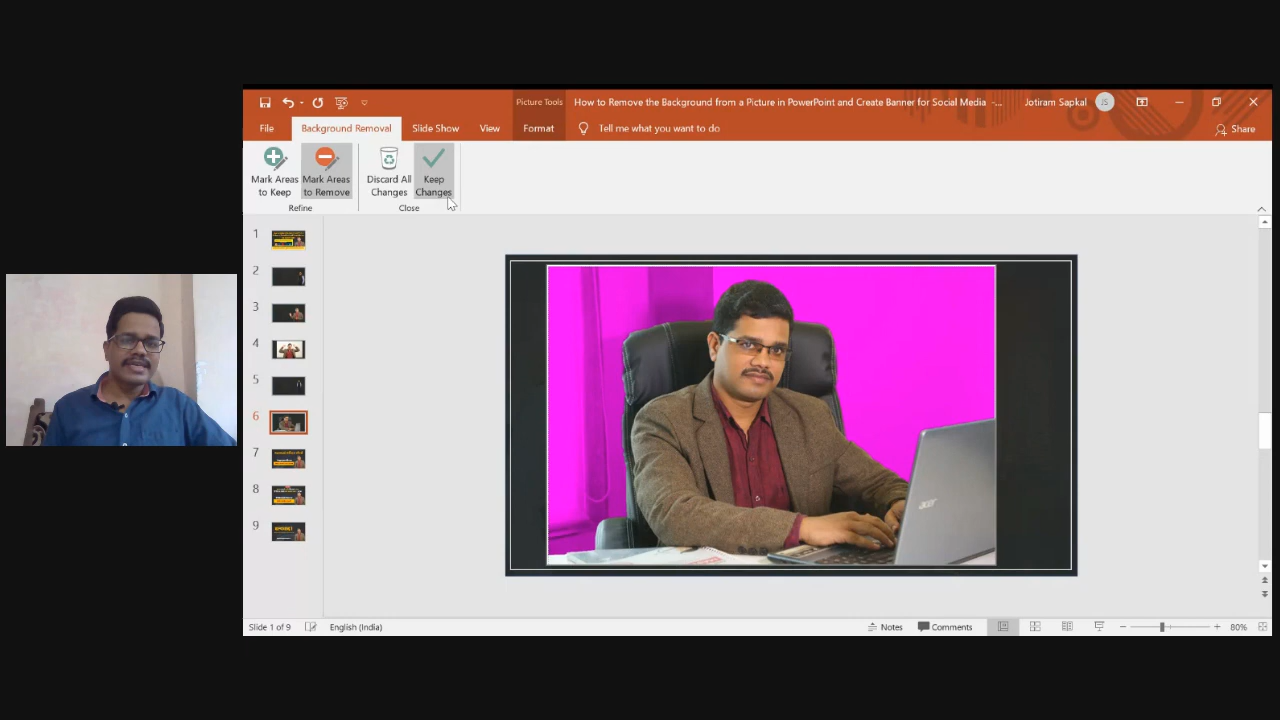 Picture Tools
How to Remove the Background from a Picture in PowerPoint and Create Banner for Social Media -...
Jotiram Sapkal
JS
File
Background Removal
Slide Show
View
Format
Tell me what you want to do
Share
Mark Areas
to Keep
Mark Areas
to Remove
Discard All
Changes
Keep
Changes
Refine
Close
1
2
3
4
5
6
7
8
9
acer
Slide 1 of 9
English (India)
Notes
Comments
80%